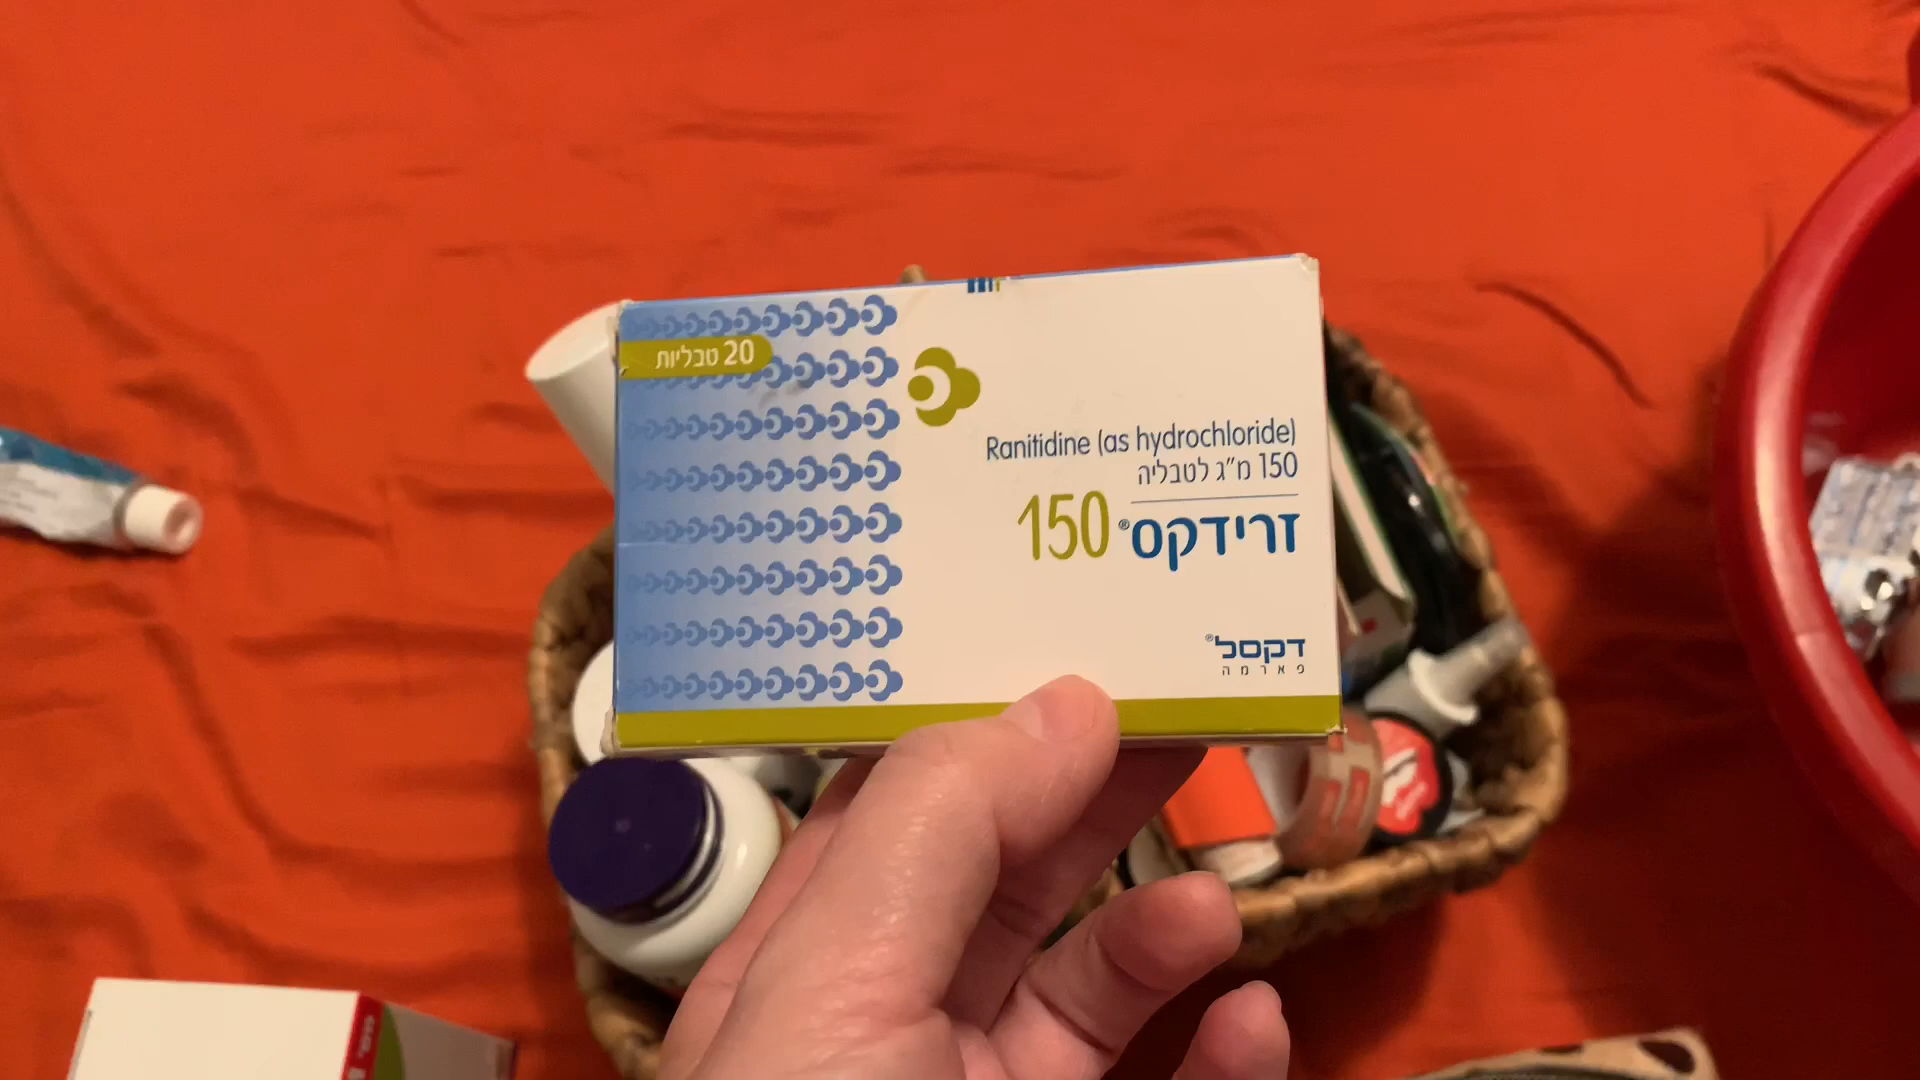 20 טבליות
Ranitidine (as hydrochloride)
150 מ"ג לטבליה
זרידקס® 150
דקסל®
פארמה